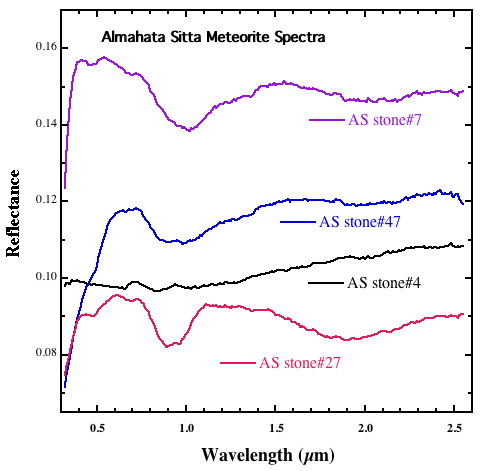 Almahata Sitta Meteorite Spectra
0.16
0.14
0.12
0.10
0.08
Reflectance
AS stone#7
AS stone#47
AS stone#4
AS stone#27
0.5
1.0
1.5
2.0
2.5
Wavelength (μm)